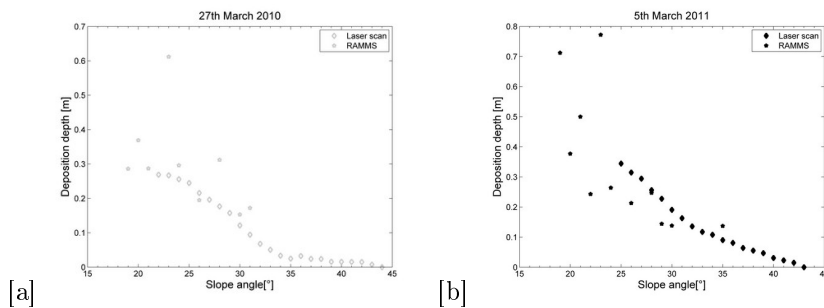 27th March 2010
Laser scan
RAMMS
0.7
0.6
0.5
0.4
0.3
0.2
0.1
0
Deposition depth [m]
15 20 25 30 35 40 45
Slope angle[°]
[a]
5th March 2011
Laser scan
RAMMS
0.8
0.7
0.6
0.5
0.4
0.3
0.2
0.1
0
Deposition depth [m]
15 20 25 30 35 40 45
Slope angle[°]
[b]